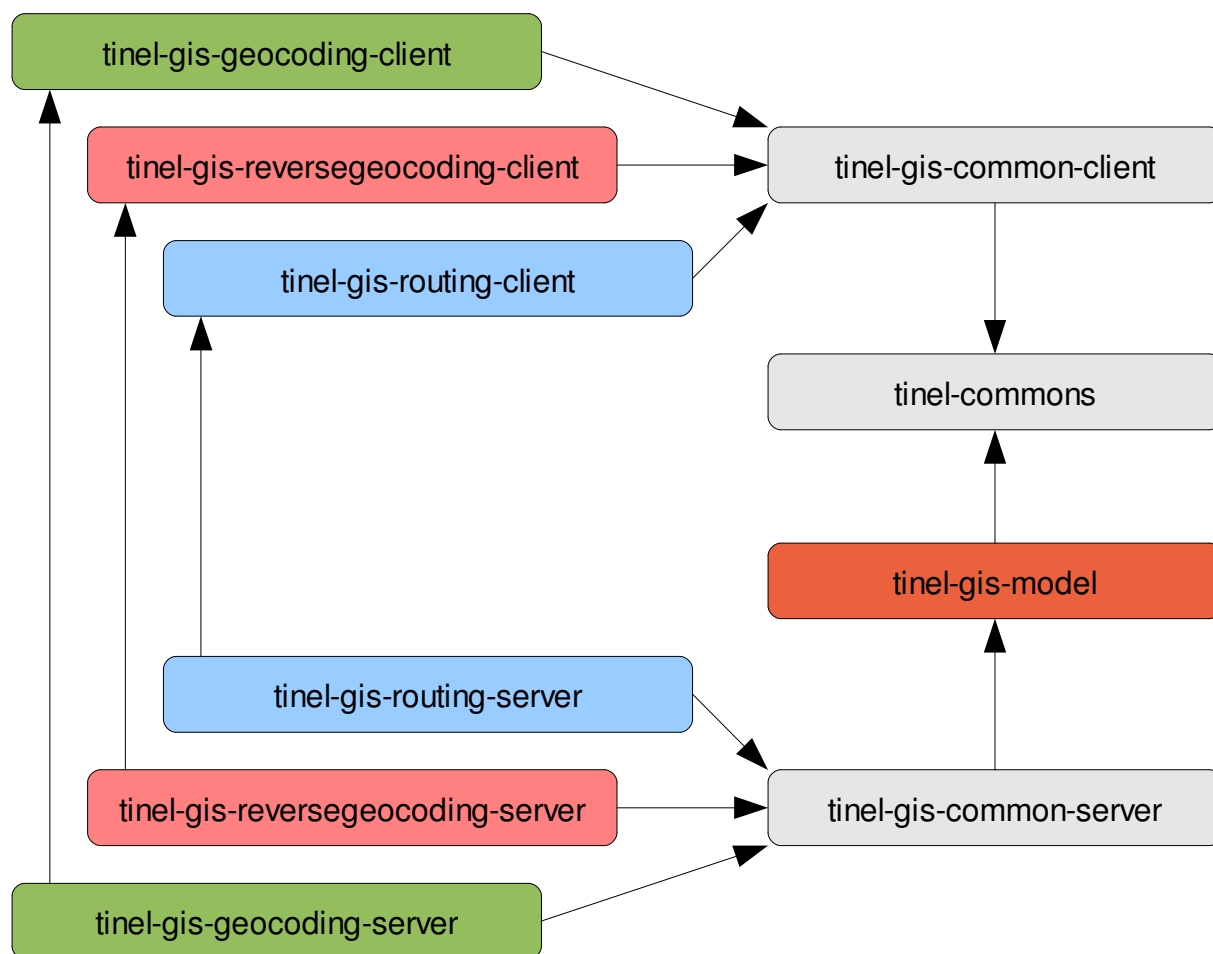 tinel-gis-geocoding-client
tinel-gis-reversegeocoding-client
tinel-gis-common-client
tinel-gis-routing-client
tinel-commons
tinel-gis-model
tinel-gis-routing-server
tinel-gis-reversegeocoding-server
tinel-gis-common-server
tinel-gis-geocoding-server